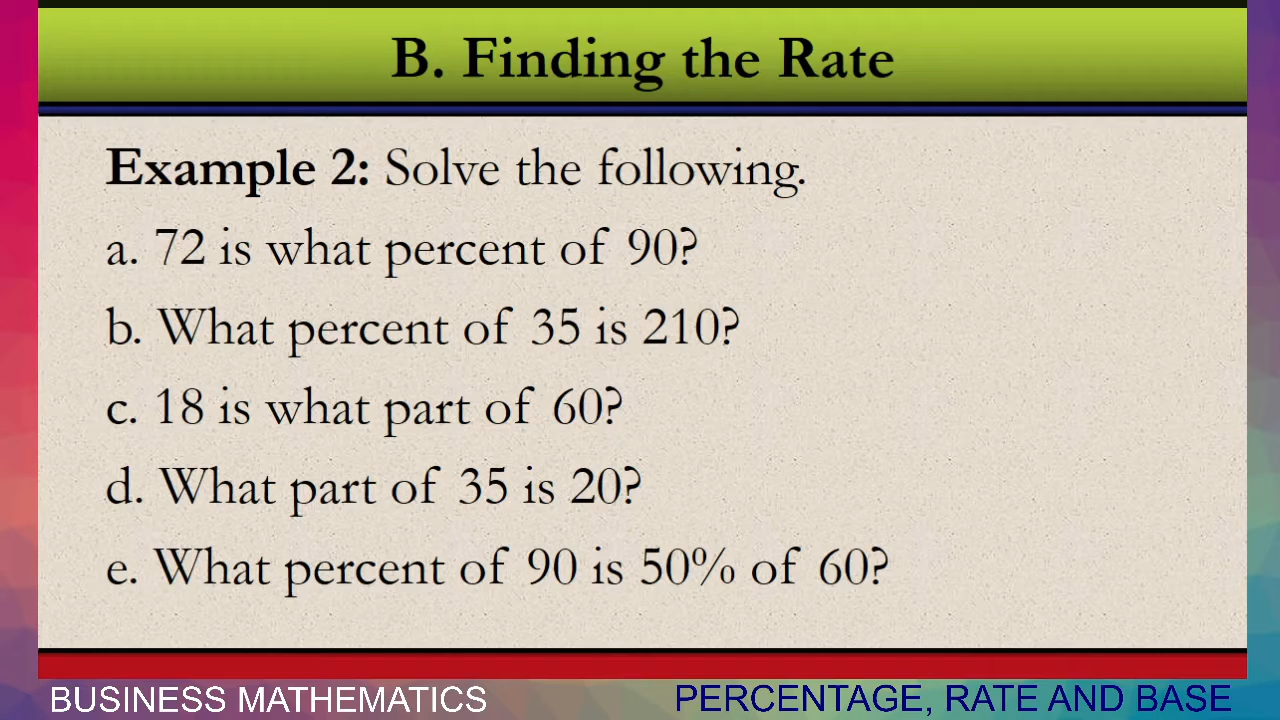 B. Finding the Rate
Example 2: Solve the following.
a. 72 is what percent of 90?
b. What percent of 35 is 210?
c. 18 is what part of 60?
d. What part of 35 is 20?
e. What percent of 90 is 50% of 60?
BUSINESS MATHEMATICS
PERCENTAGE, RATE AND BASE